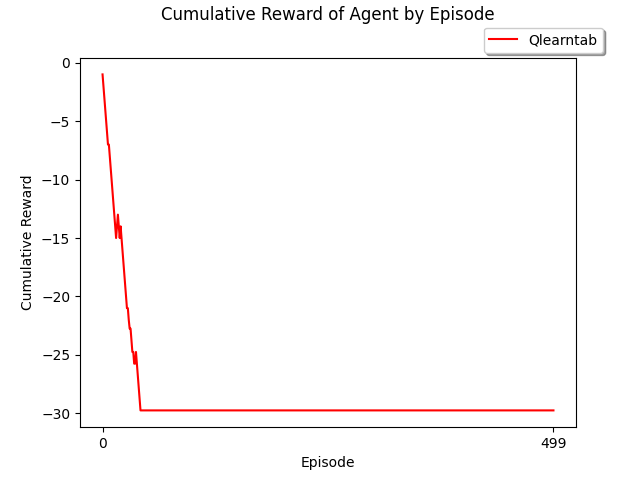 Cumulative Reward of Agent by Episode
Qlearntab
0
−5
−10
−15
−20
−25
−30
Cumulative Reward
0
499
Episode